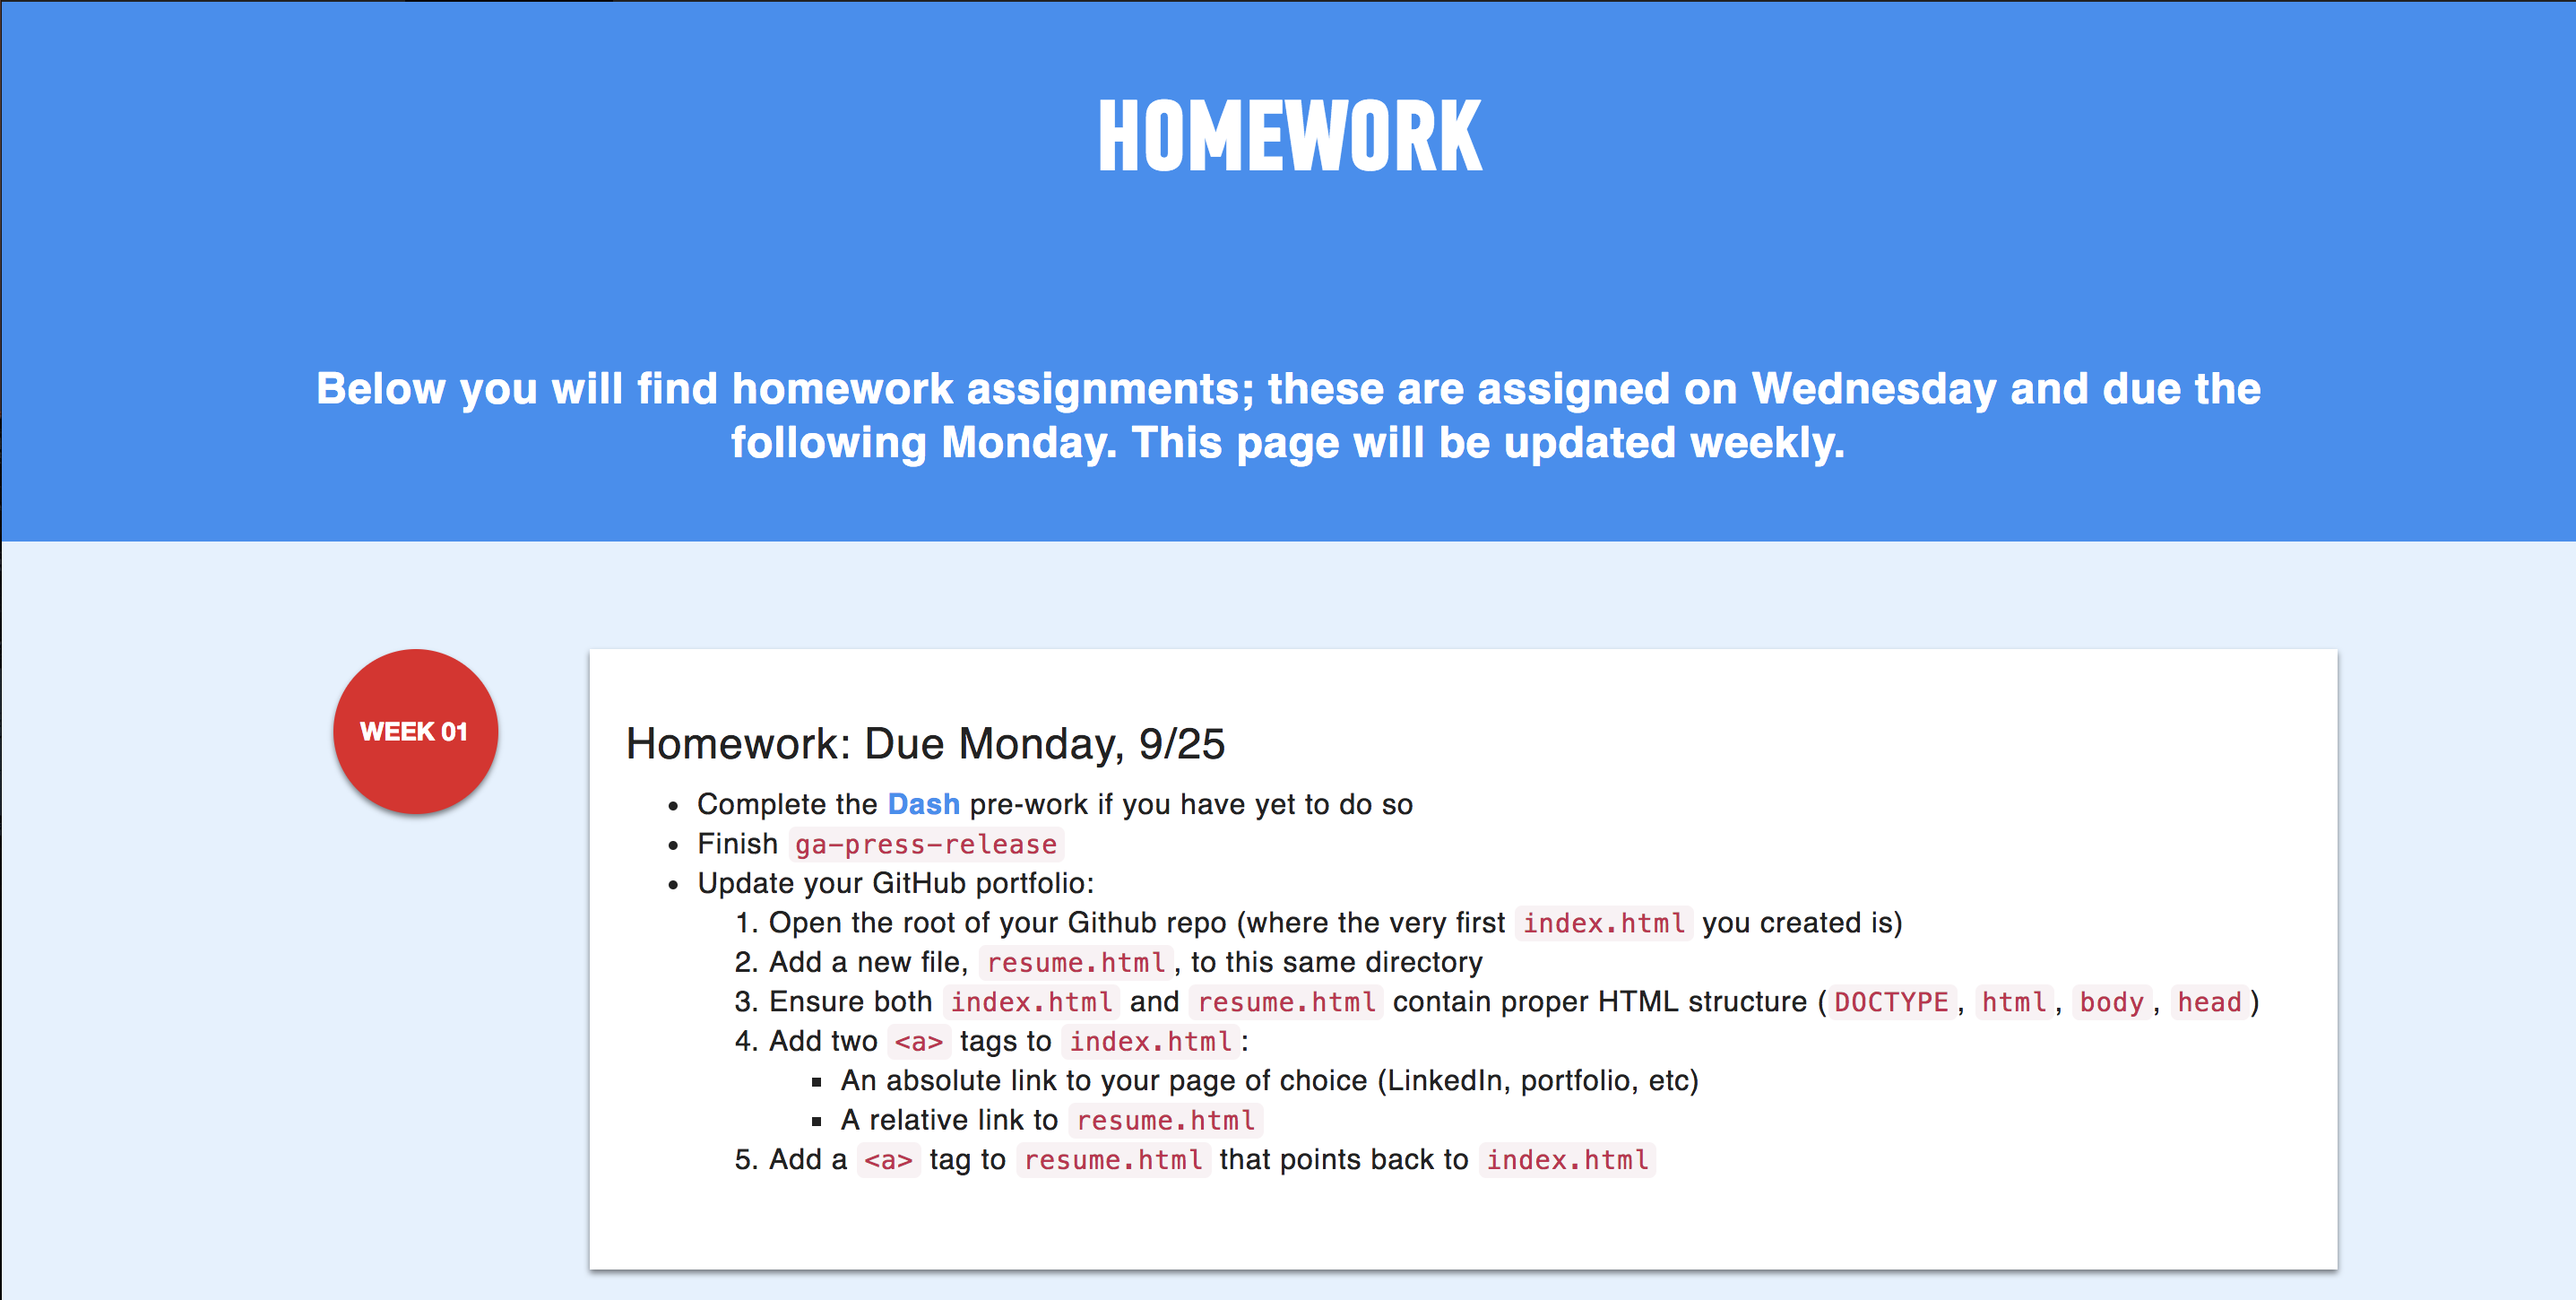 HOMEWORK
Below you will find homework assignments; these are assigned on Wednesday and due the
following Monday. This page will be updated weekly.
WEEK 01
Homework: Due Monday, 9/25
• Complete the Dash pre-work if you have yet to do so
• Finish ga-press-release
• Update your GitHub portfolio:
1. Open the root of your Github repo (where the very first index.html you created is)
2. Add a new file, resume.html, to this same directory
3. Ensure both index.html and resume.html contain proper HTML structure (DOCTYPE, html, body, head)
4. Add two <a> tags to index.html:
▪ An absolute link to your page of choice (LinkedIn, portfolio, etc)
▪ A relative link to resume.html
5. Add a <a> tag to resume.html that points back to index.html